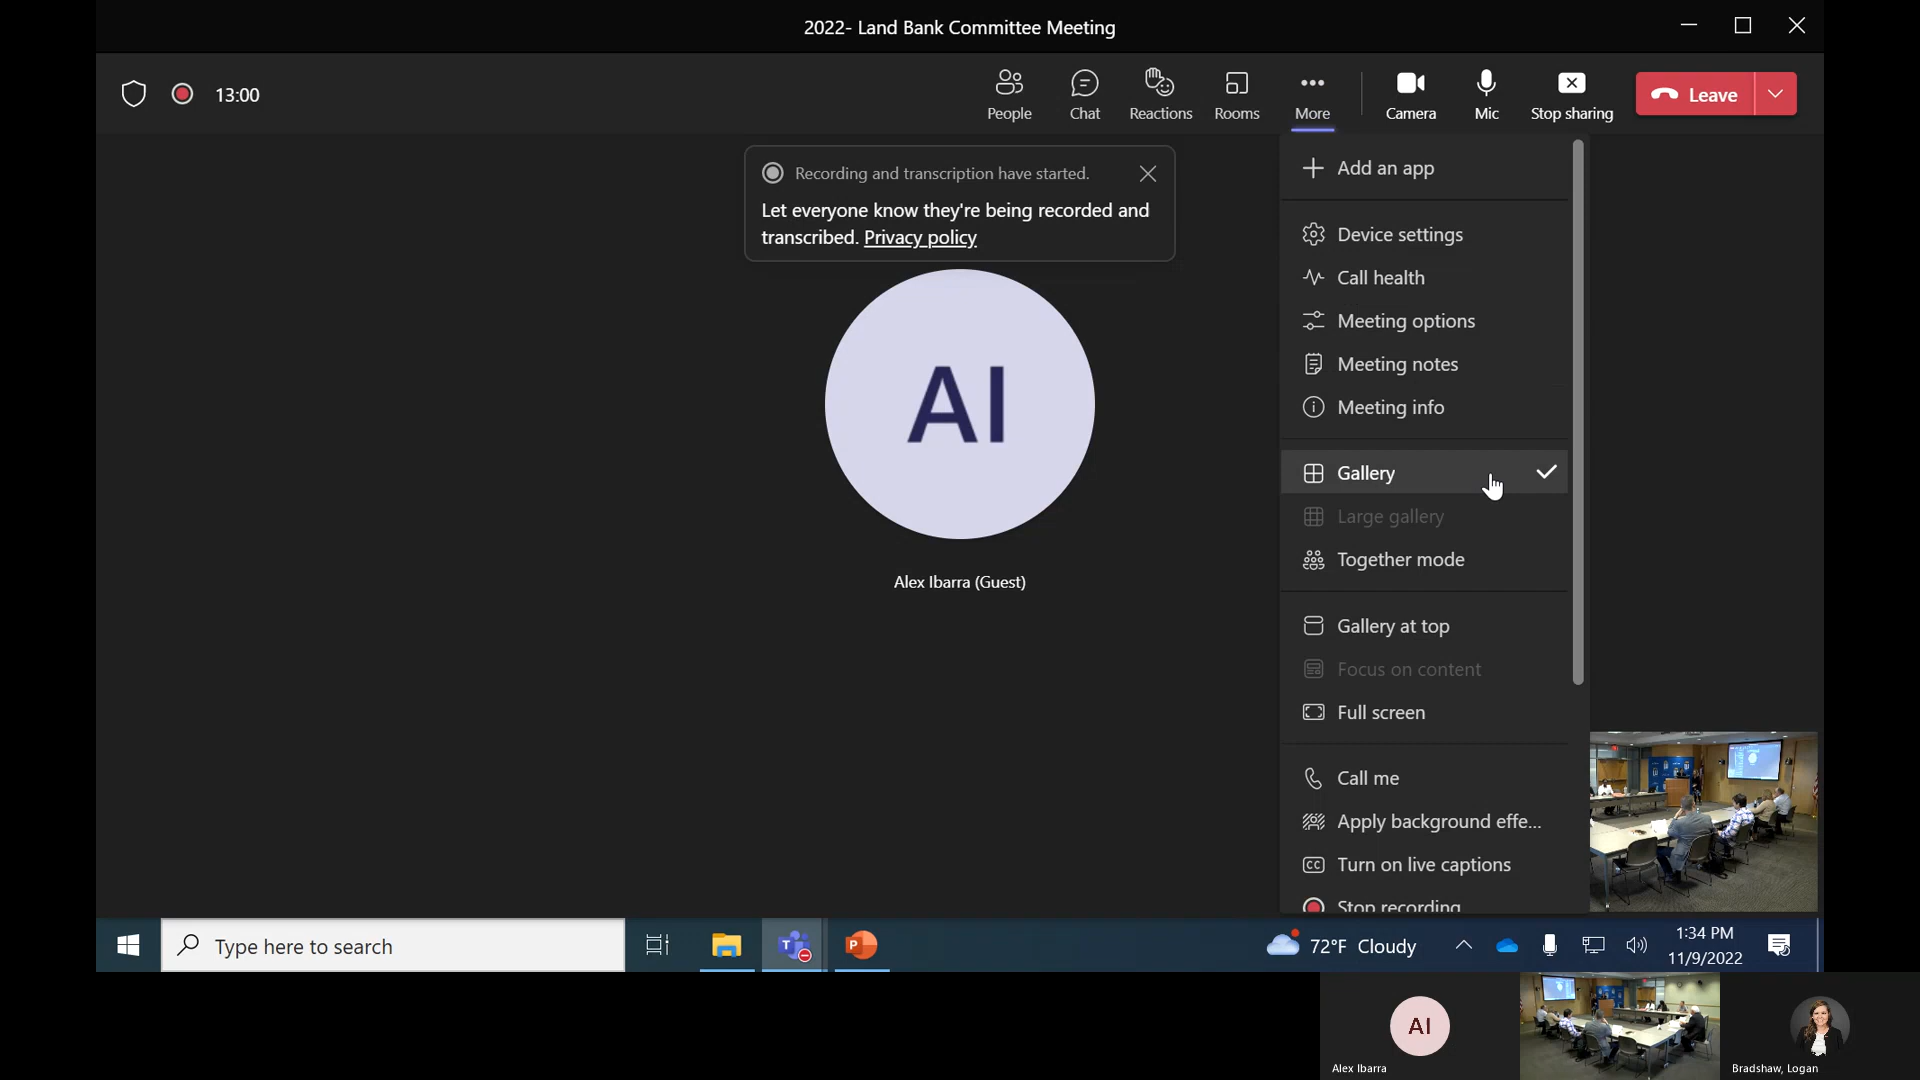 2022- Land Bank Committee Meeting
13:00
People
Chat
Reactions
Rooms
More
Camera
Mic
Stop sharing
Leave
Recording and transcription have started.
Let everyone know they're being recorded and
transcribed. Privacy policy
AI
Alex Ibarra (Guest)
Add an app
Device settings
Call health
Meeting options
Meeting notes
Meeting info
Gallery
Large gallery
Together mode
Gallery at top
Focus on content
Full screen
Call me
Apply background effe...
CC Turn on live captions
Stop recording
Type here to search
P
72°F Cloudy
1:34 PM
11/9/2022
AI
Alex Ibarra
Bradshaw, Logan